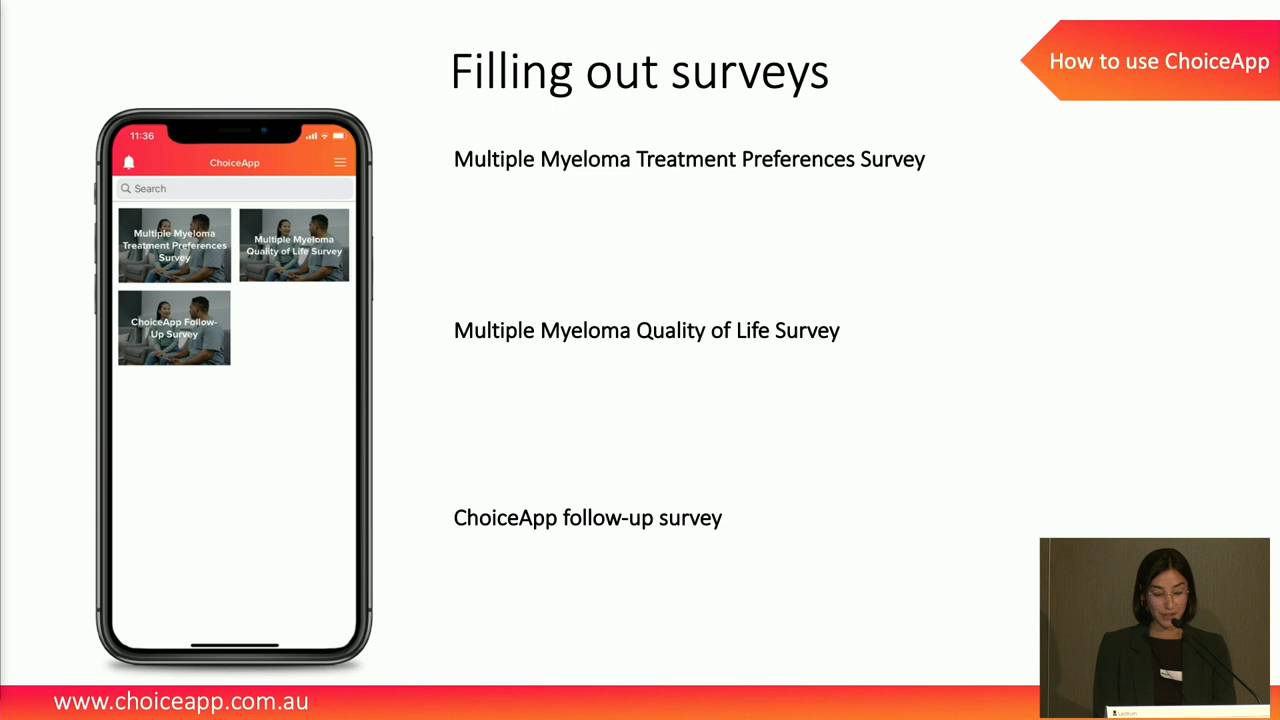 Filling out surveys
How to use ChoiceApp
11:36
ChoiceApp
Search
Multiple Myeloma
Treatment Preferences
Survey
Multiple Myeloma
Quality of Life Survey
ChoiceApp Follow-
Up Survey
Multiple Myeloma Treatment Preferences Survey
Multiple Myeloma Quality of Life Survey
ChoiceApp follow-up survey
www.choiceapp.com.au